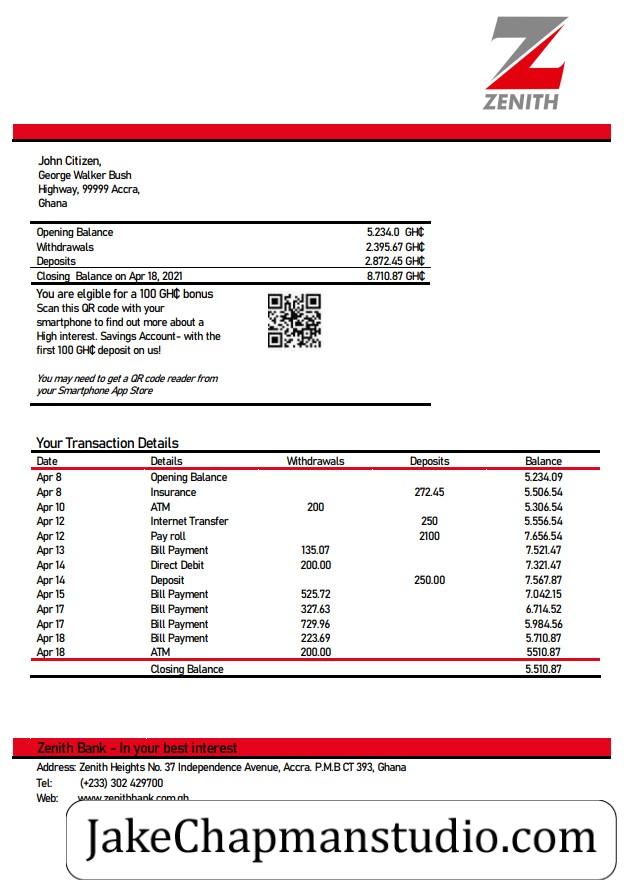 ZENITH
John Citizen,
George Walker Bush
Highway, 99999 Accra,
Ghana
Opening Balance 5.234.0 GH₵
Withdrawals 2.395.67 GH₵
Deposits 2.872.45 GH₵
Closing Balance on Apr 18, 2021 8.710.87 GH₵
You are elgible for a 100 GH₵ bonus
Scan this QR code with your
smartphone to find out more about a
High interest. Savings Account- with the
first 100 GH₵ deposit on us!
You may need to get a QR code reader from
your Smartphone App Store
Your Transaction Details
Date Details Withdrawals Deposits Balance
Apr 8 Opening Balance 5.234.09
Apr 8 Insurance 272.45 5.506.54
Apr 10 ATM 200 5.306.54
Apr 12 Internet Transfer 250 5.556.54
Apr 12 Pay roll 2100 7.656.54
Apr 13 Bill Payment 135.07 7.521.47
Apr 14 Direct Debit 200.00 7.321.47
Apr 14 Deposit 250.00 7.567.87
Apr 15 Bill Payment 525.72 7.042.15
Apr 17 Bill Payment 327.63 6.714.52
Apr 17 Bill Payment 729.96 5.984.56
Apr 18 Bill Payment 223.69 5.710.87
Apr 18 ATM 200.00 5510.87
Closing Balance 5.510.87
Zenith Bank - In your best interest
Address: Zenith Heights No. 37 Independence Avenue, Accra. P.M.B CT 393, Ghana
Tel: (+233) 302 429700
Web: www.zenithbank.com.gh
JakeChapmanstudio.com